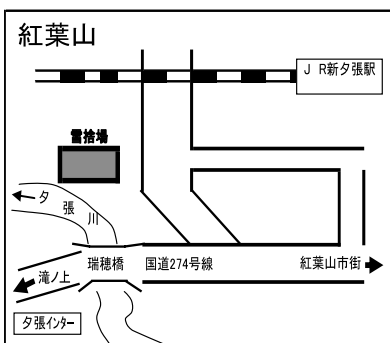 紅葉山
ＪＲ新夕張駅
雪捨場
夕張川
瑞穂橋
国道274号線
紅葉山市街
滝ノ上
夕張インター